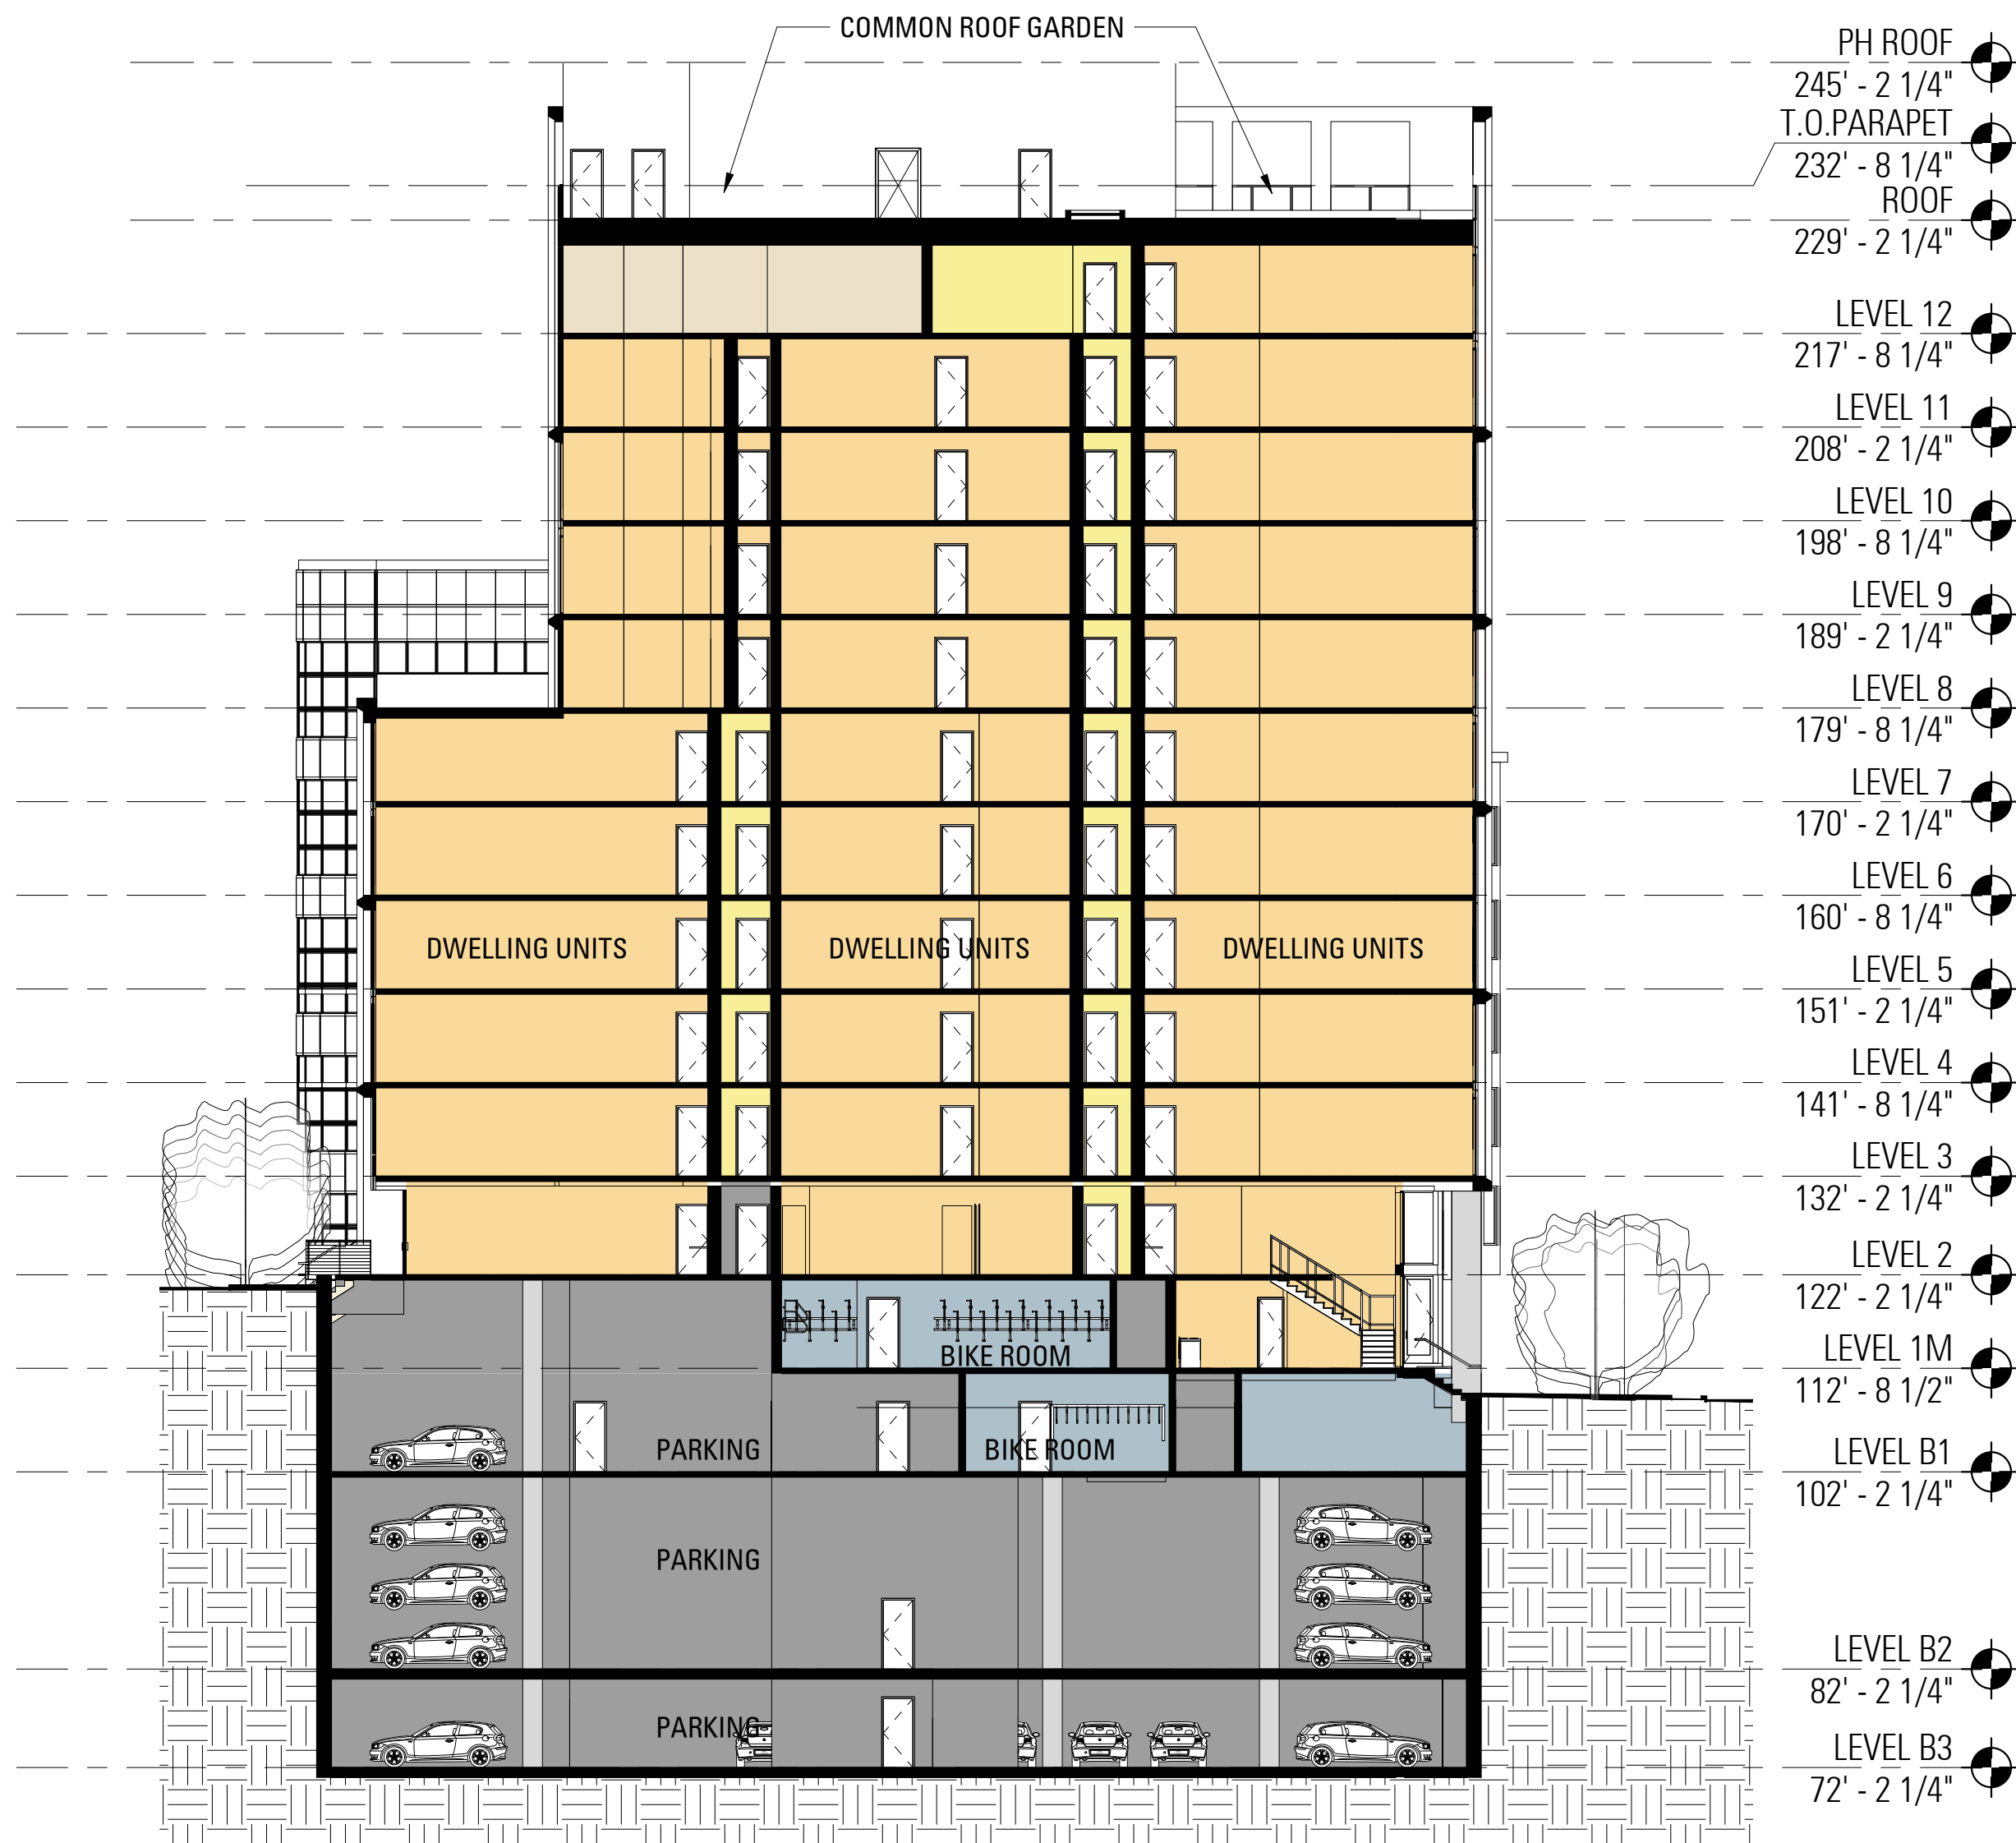 COMMON ROOF GARDEN
PH ROOF
245' - 2 1/4"
T.O.PARAPET
232' - 8 1/4"
ROOF
229' - 2 1/4"
LEVEL 12
217' - 8 1/4"
LEVEL 11
208' - 2 1/4"
LEVEL 10
198' - 8 1/4"
LEVEL 9
189' - 2 1/4"
LEVEL 8
179' - 8 1/4"
LEVEL 7
170' - 2 1/4"
LEVEL 6
160' - 8 1/4"
DWELLING UNITS DWELLING UNITS DWELLING UNITS
LEVEL 5
151' - 2 1/4"
LEVEL 4
141' - 8 1/4"
LEVEL 3
132' - 2 1/4"
LEVEL 2
122' - 2 1/4"
BIKE ROOM
LEVEL 1M
112' - 8 1/2"
PARKING BIKE ROOM
LEVEL B1
102' - 2 1/4"
PARKING
LEVEL B2
82' - 2 1/4"
PARKING
LEVEL B3
72' - 2 1/4"